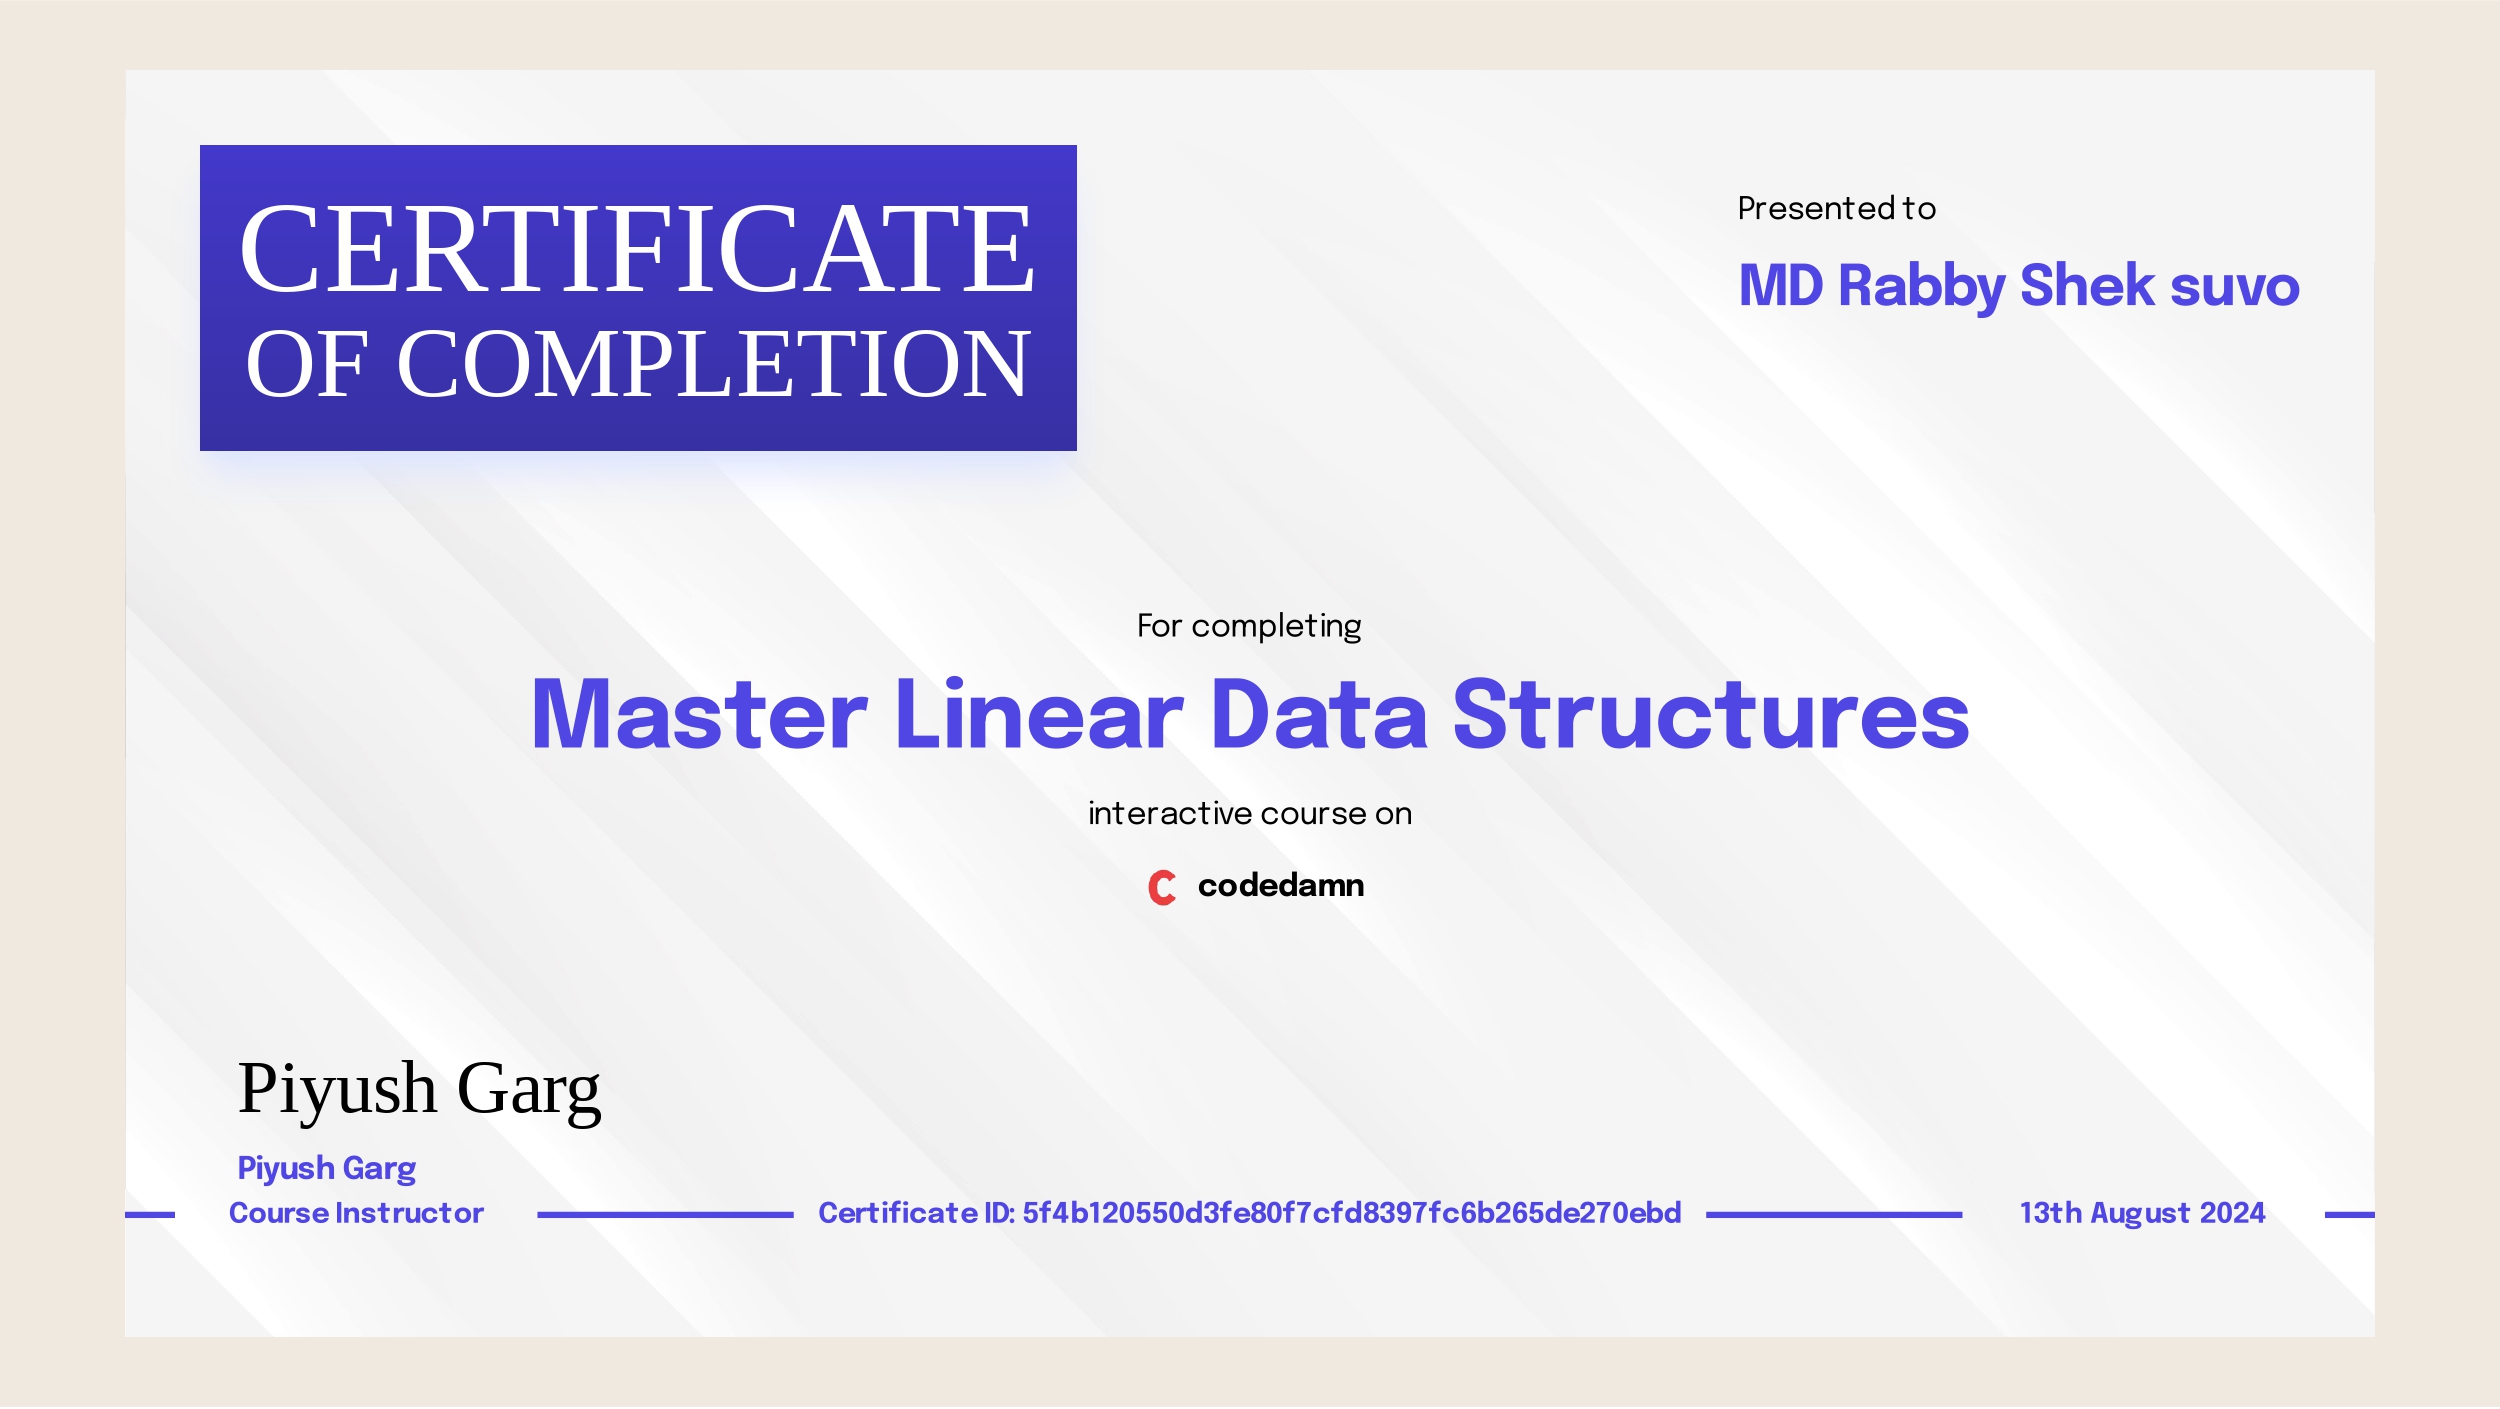 CERTIFICATE
OF COMPLETION
Presented to
MD Rabby Shek suvo
For completing
Master Linear Data Structures
interactive course on
C codedamn
Piyush Garg
Piyush Garg
Course Instructor
Certificate ID: 5f4b120550d3fe80f7cfd8397fc6b265de270ebd
13th August 2024